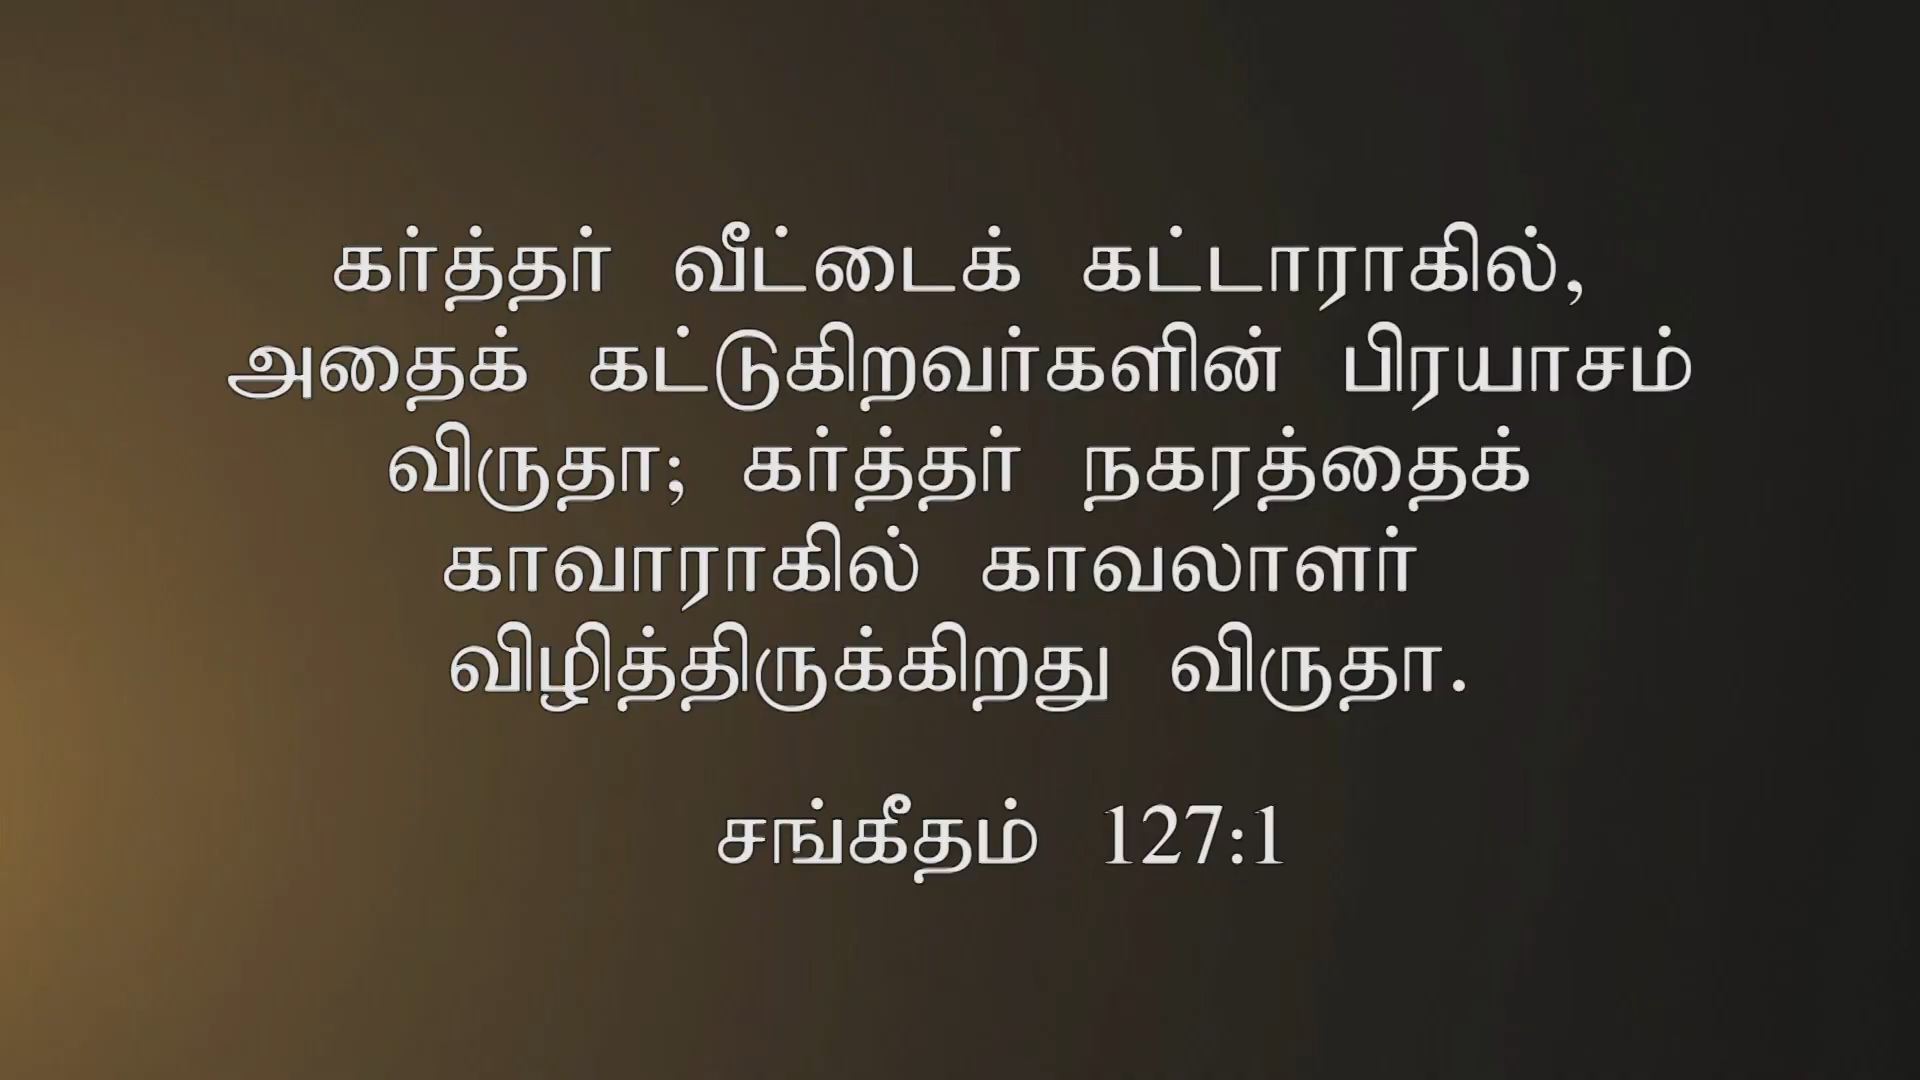 கர்த்தர் வீட்டைக் கட்டாராகில்,
அதைக் கட்டுகிறவர்களின் பிரயாசம்
விருதா; கர்த்தர் நகரத்தைக்
காவாராகில் காவலாளர்
விழித்திருக்கிறது விருதா.
சங்கீதம் 127:1